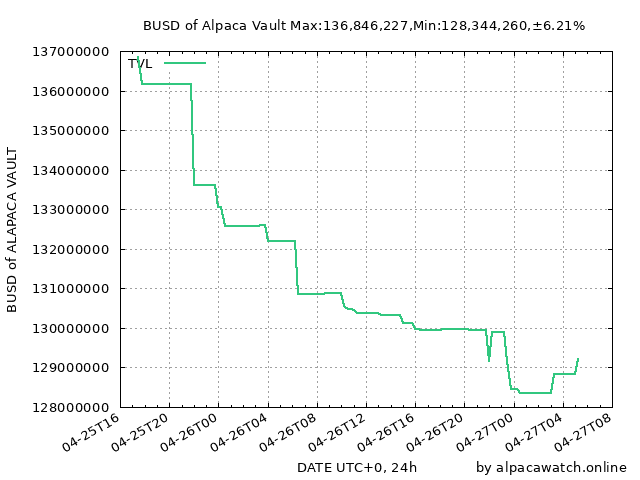 BUSD of Alpaca Vault Max:136,846,227,Min:128,344,260,±6.21%
TVL
137000000
136000000
135000000
134000000
133000000
132000000
131000000
130000000
129000000
128000000
BUSD of ALAPACA VAULT
04-25T16
04-25T20
04-26T00
04-26T04
04-26T08
04-26T12
04-26T16
04-26T20
04-27T00
04-27T04
04-27T08
DATE UTC+0, 24h
by alpacawatch.online